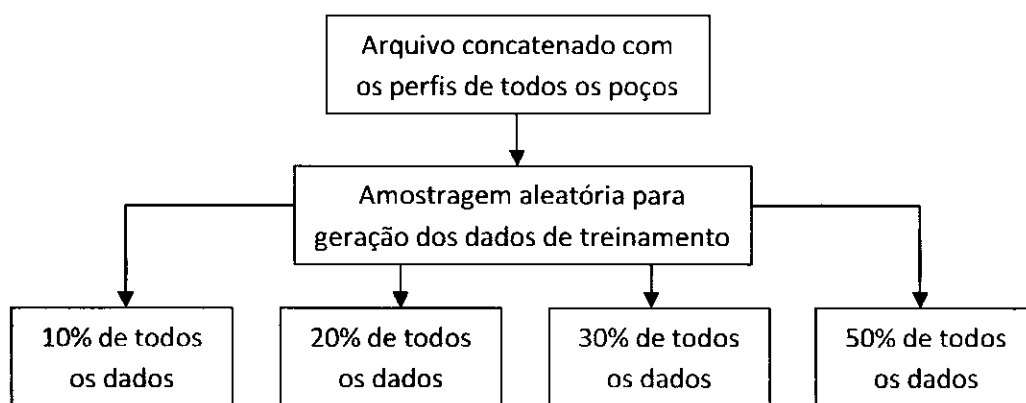 Arquivo concatenado com
os perfis de todos os poços
Amostragem aleatória para
geração dos dados de treinamento
10% de todos
os dados
20% de todos
os dados
30% de todos
os dados
50% de todos
os dados